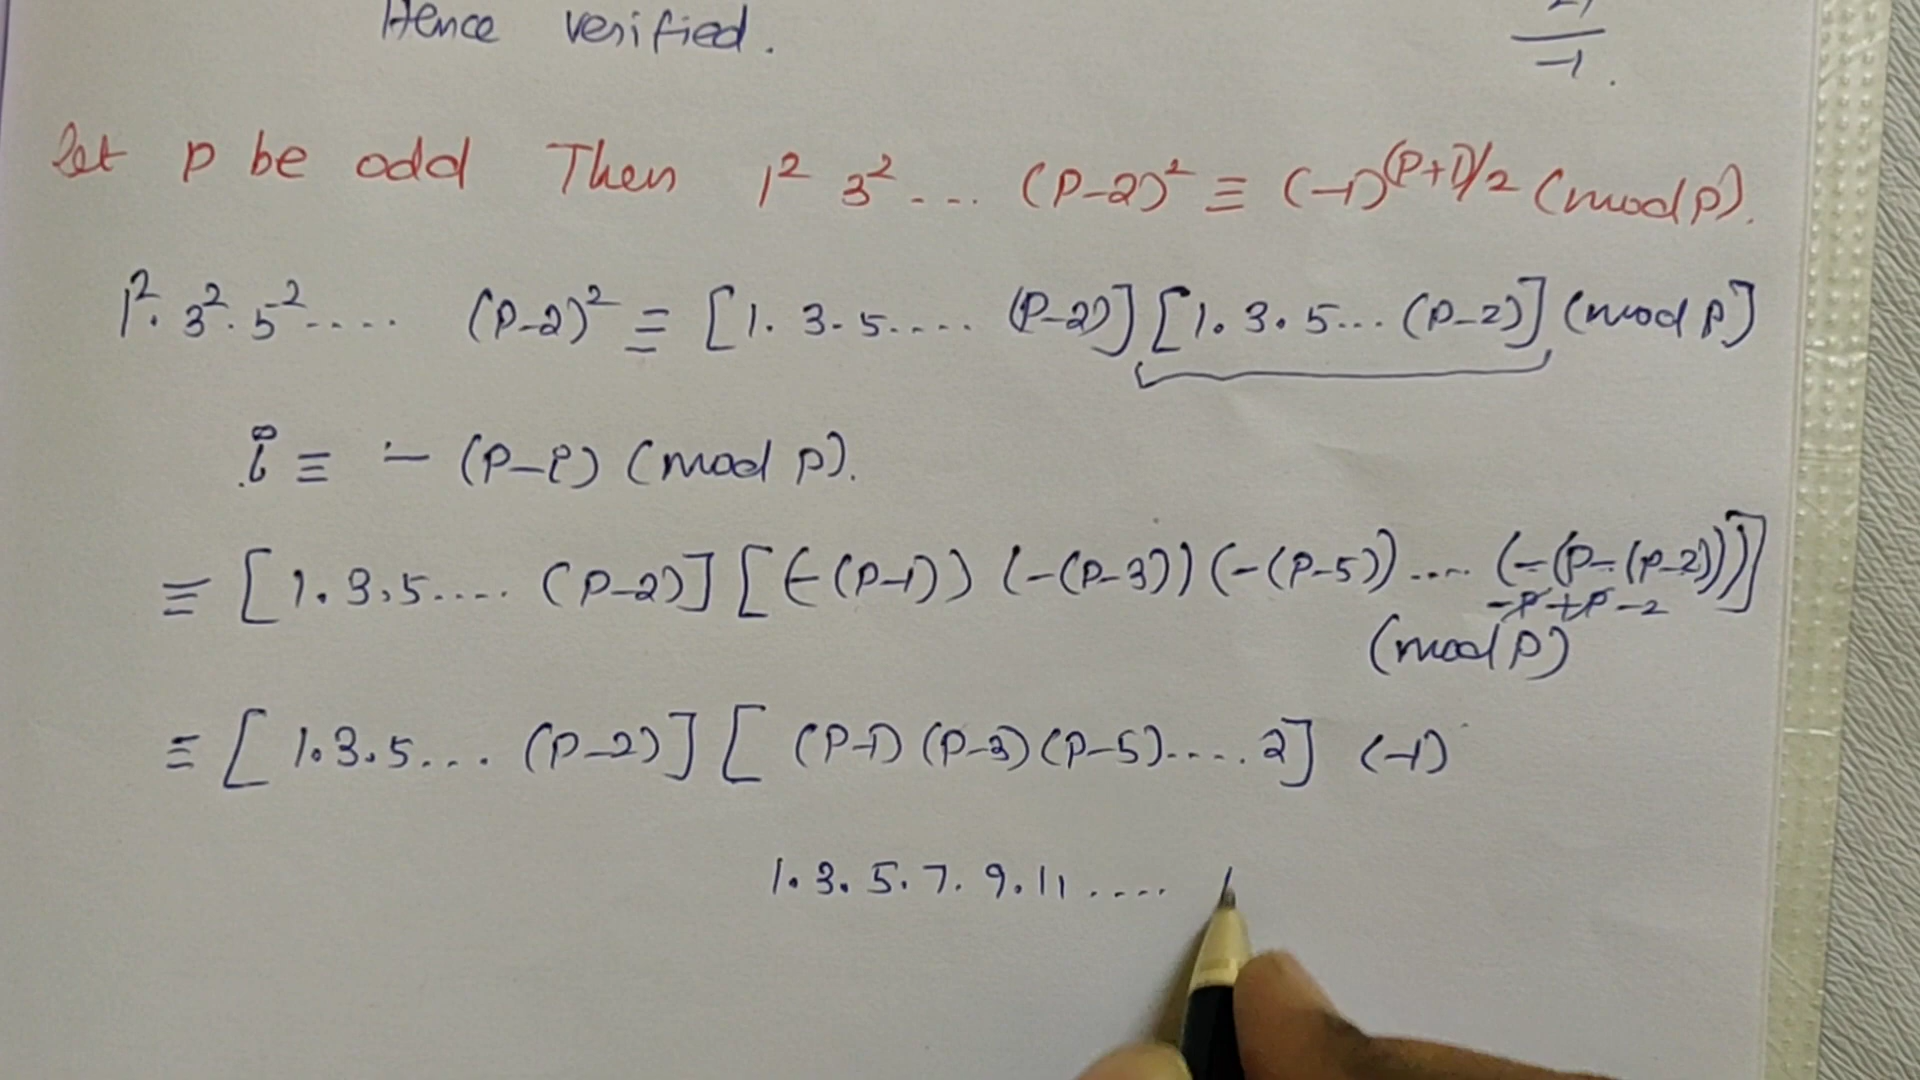 Hence verified.
—1.
Let p be odd Then 1² 3² .... (P-2)² ≡ (-1)^(P+1)/2 (mod p).
1². 3². 5² ..... (P-2)² ≡ [1. 3. 5. .... (P-2)] [1. 3. 5... (P-2)] (mod p]
i ≡ - (P-i) (mod p).
≡ [1. 3. 5 .... (P-2)] [(-(P-1)) (-(P-3)) (-(P-5)) .... (-(P-(P-2)))]
-P+P-2
(mod p)
≡ [1. 3. 5 ... (P-2)] [(P-1) (P-3) (P-5) ..... 2] (-1)
1. 3. 5. 7. 9. 11 ....